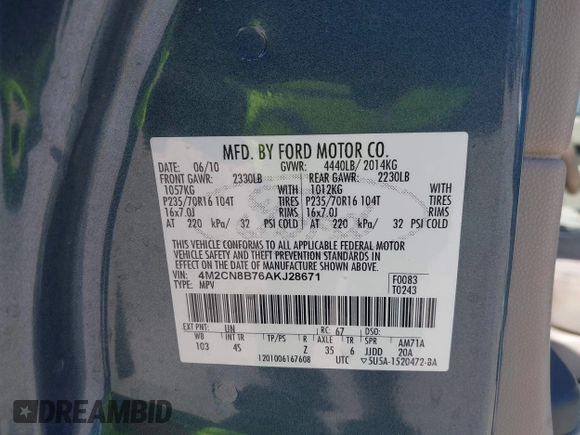 MFD. BY FORD MOTOR CO.
DATE: 06/10 GVWR: 4440LB/ 2014KG
FRONT GAWR: 2330LB REAR GAWR: 2230LB
1057KG WITH 1012KG WITH
P235/70R16 104T TIRES P235/70R16 104T TIRES
16x7.0J RIMS 16x7.0J RIMS
AT 220 kPa/ 32 PSI COLD AT 220 kPa/ 32 PSI COLD
THIS VEHICLE CONFORMS TO ALL APPLICABLE FEDERAL MOTOR
VEHICLE SAFETY AND THEFT PREVENTION STANDARDS IN
EFFECT ON THE DATE OF MANUFACTURE SHOWN ABOVE.
VIN: 4M2CN8B76AKJ28671 F0083
TYPE: MPV T0243
EXT PNT: UN RC: 67 DSO:
WB INT TR TP/PS R AXLE TR SPR AM71A
103 4S Z 35 6 JJDD 20A
1201006167608 UTC 5U5A-1520472-BA
DREAMBID